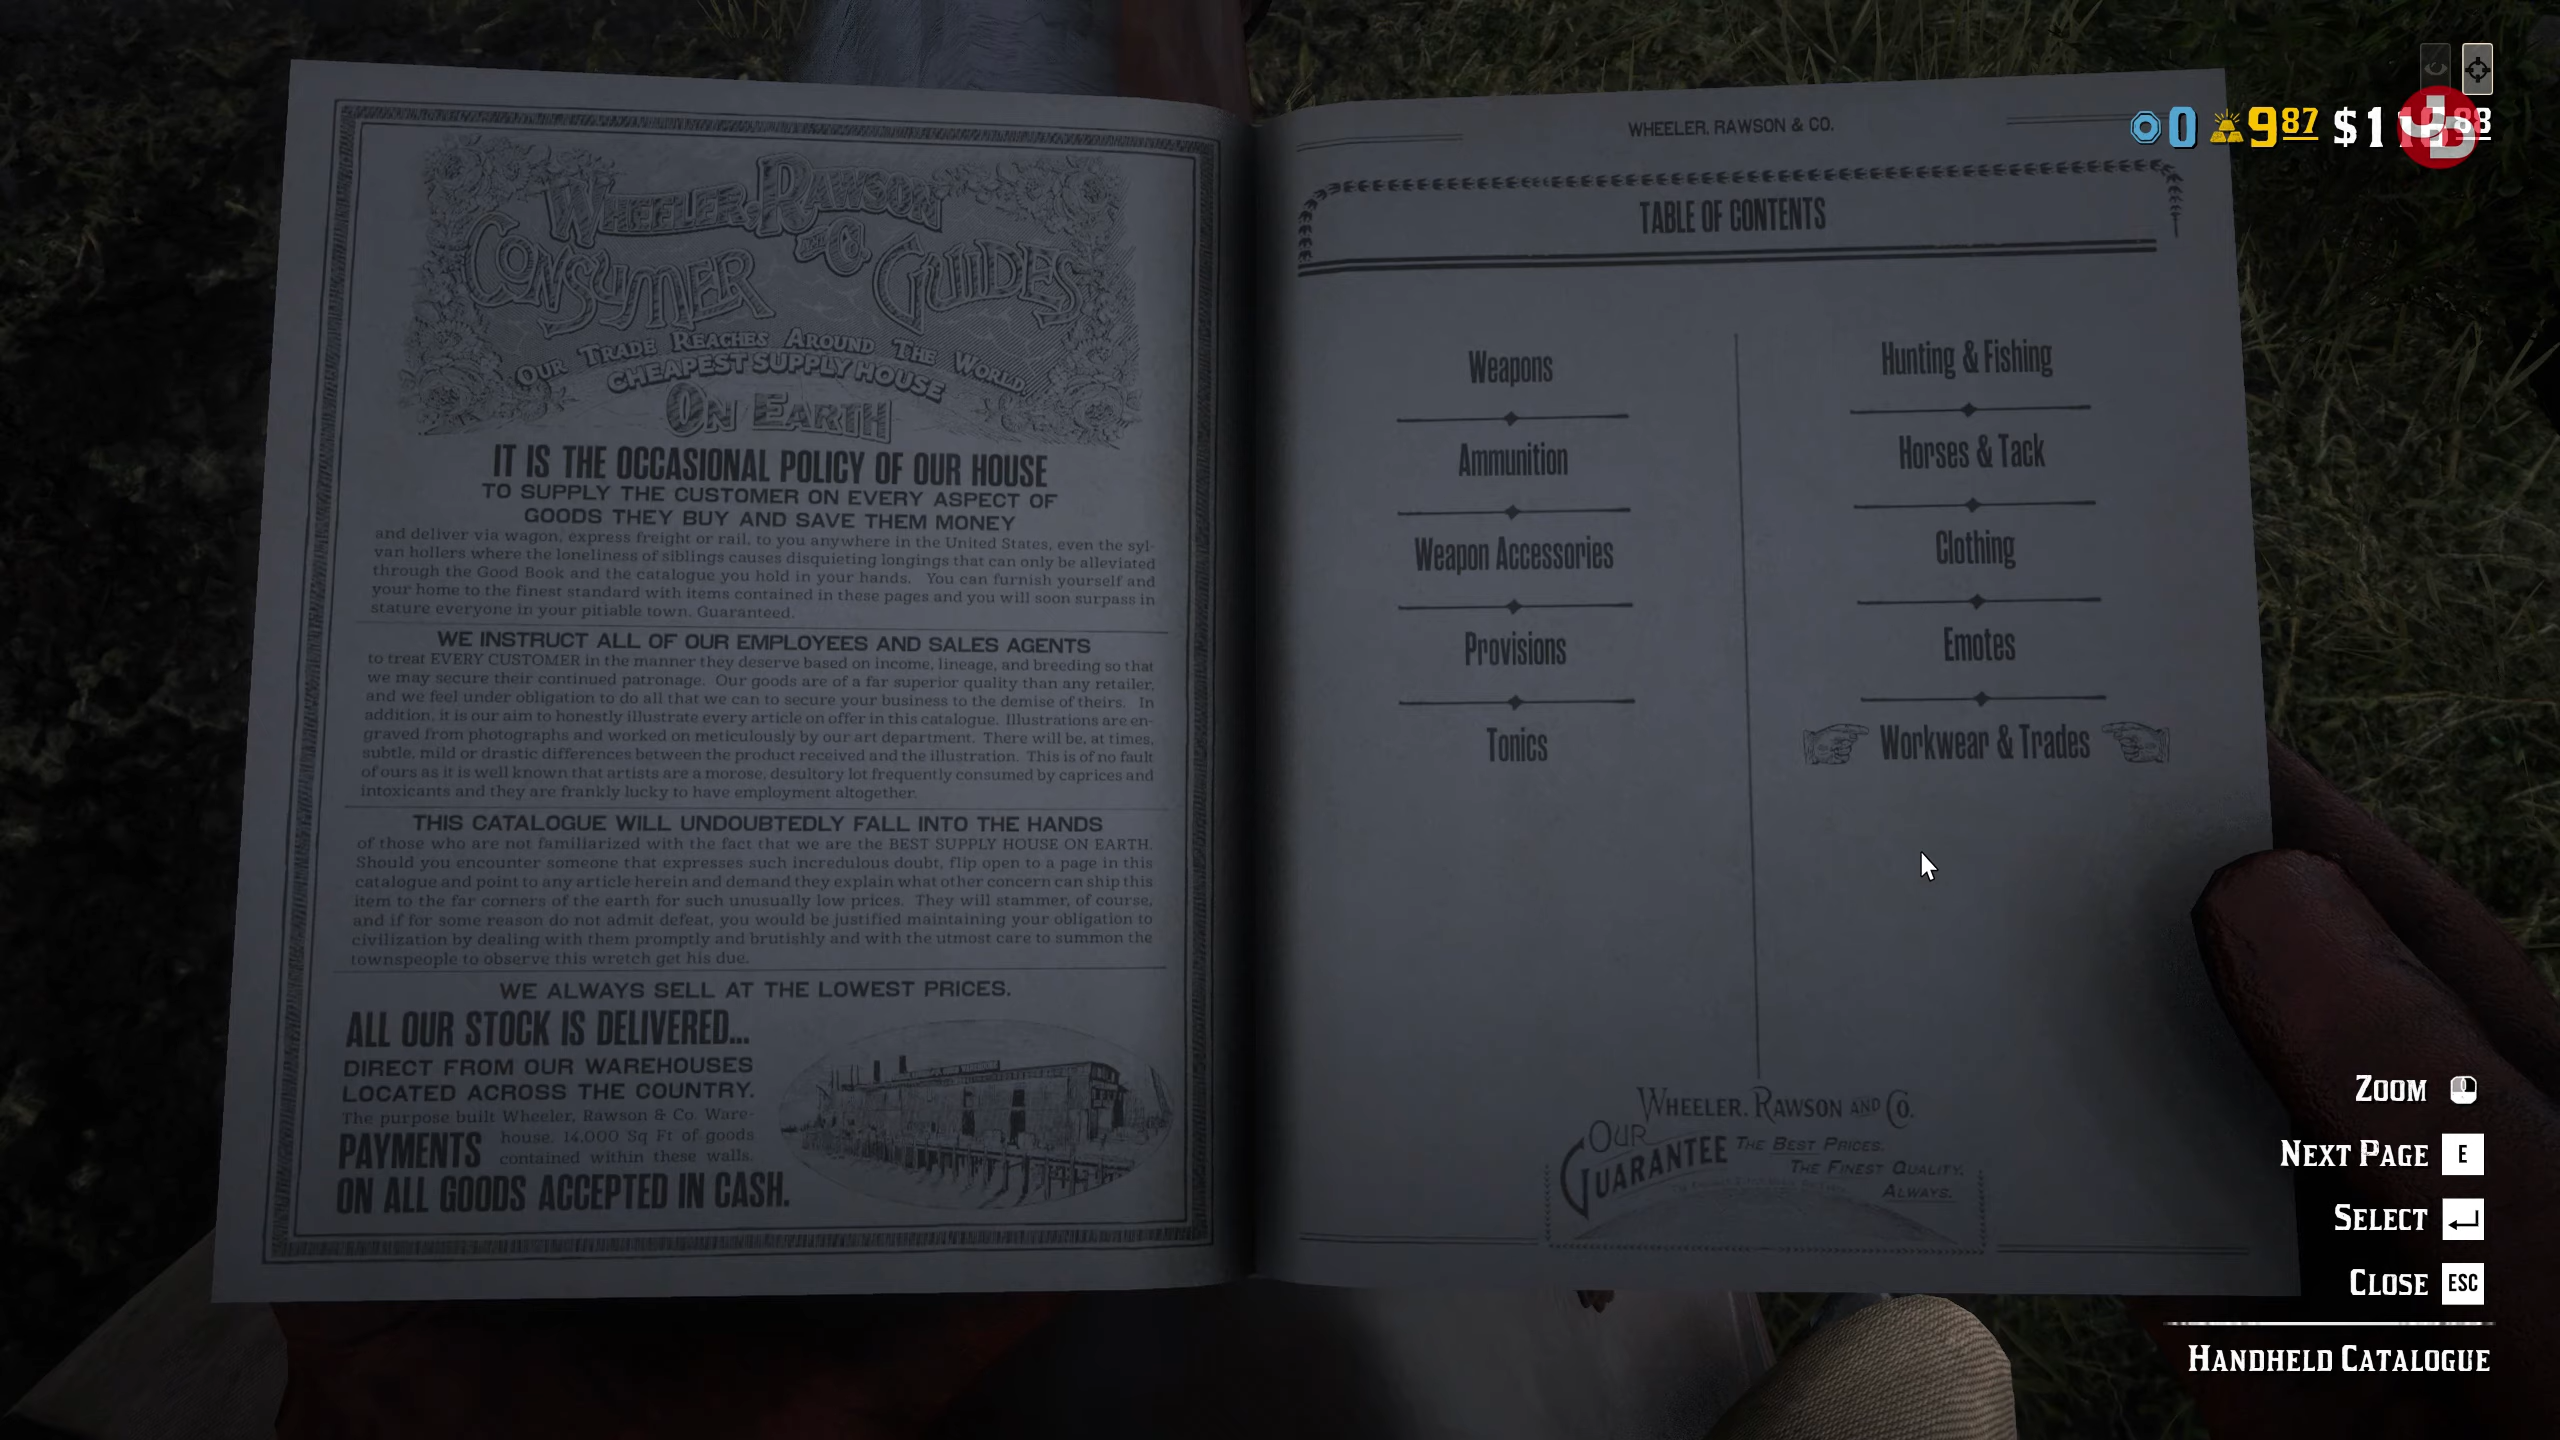 WHEELER, RAWSON
AND Co.
CONSUMER GUIDES
OUR TRADE REACHES AROUND THE WORLD,
CHEAPEST SUPPLY HOUSE
ON EARTH
IT IS THE OCCASIONAL POLICY OF OUR HOUSE
TO SUPPLY THE CUSTOMER ON EVERY ASPECT OF
GOODS THEY BUY AND SAVE THEM MONEY
and deliver via wagon, express freight or rail, to you anywhere in the United States, even the syl-
van hollers where the loneliness of siblings causes disquieting longings that can only be alleviated
through the Good Book and the catalogue you hold in your hands. You can furnish yourself and
your home to the finest standard with items contained in these pages and you will soon surpass in
stature everyone in your pitiable town. Guaranteed.
WE INSTRUCT ALL OF OUR EMPLOYEES AND SALES AGENTS
to treat EVERY CUSTOMER in the manner they deserve based on income, lineage, and breeding so that
we may secure their continued patronage. Our goods are of a far superior quality than any retailer,
and we feel under obligation to do all that we can to secure your business to the demise of theirs. In
addition, it is our aim to honestly illustrate every article on offer in this catalogue. Illustrations are en-
graved from photographs and worked on meticulously by our art department. There will be, at times,
subtle, mild or drastic differences between the product received and the illustration. This is of no fault
of ours as it is well known that artists are a morose, desultory lot frequently consumed by caprices and
intoxicants and they are frankly lucky to have employment altogether.
THIS CATALOGUE WILL UNDOUBTEDLY FALL INTO THE HANDS
of those who are not familiarized with the fact that we are the BEST SUPPLY HOUSE ON EARTH.
Should you encounter someone that expresses such incredulous doubt, flip open to a page in this
catalogue and point to any article herein and demand they explain what other concern can ship this
item to the far corners of the earth for such unusually low prices. They will stammer, of course,
and if for some reason do not admit defeat, you would be justified maintaining your obligation to
civilization by dealing with them promptly and brutishly and with the utmost care to summon the
townspeople to observe this wretch get his due.
WE ALWAYS SELL AT THE LOWEST PRICES.
ALL OUR STOCK IS DELIVERED...
DIRECT FROM OUR WAREHOUSES
LOCATED ACROSS THE COUNTRY.
The purpose built Wheeler, Rawson & Co. Ware-
house. 14,000 Sq Ft of goods
PAYMENTS contained within these walls.
ON ALL GOODS ACCEPTED IN CASH.
WHEELER, RAWSON & CO.
TABLE OF CONTENTS
Weapons
Ammunition
Weapon Accessories
Provisions
Tonics
Hunting & Fishing
Horses & Tack
Clothing
Emotes
Workwear & Trades
WHEELER, RAWSON AND CO.
OUR
GUARANTEE THE BEST PRICES.
THE FINEST QUALITY.
ALWAYS.
0 9 87 $
ZOOM
NEXT PAGE E
SELECT
CLOSE ESC
HANDHELD CATALOGUE